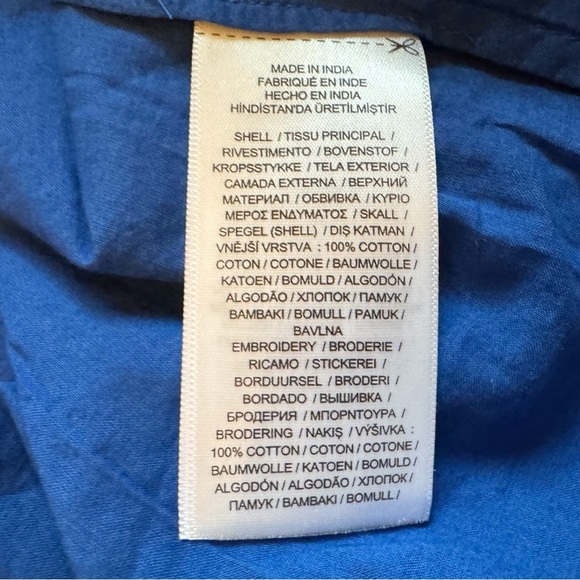 MADE IN INDIA
FABRIQUÉ EN INDE
HECHO EN INDIA
HİNDİSTAN'DA ÜRETİLMİŞTİR
SHELL / TISSU PRINCIPAL /
RIVESTIMENTO / BOVENSTOF /
KROPSSTYKKE / TELA EXTERIOR /
CAMADA EXTERNA / ВЕРХНИЙ
МАТЕРИАЛ / ОБВИВКА / ΚΥΡΙΟ
ΜΕΡΟΣ ΕΝΔΥΜΑΤΟΣ / SKALL /
SPEGEL (SHELL) / DIŞ KATMAN /
VNĚJŠÍ VRSTVA : 100% COTTON /
COTON / COTONE / BAUMWOLLE /
KATOEN / BOMULD / ALGODÓN /
ALGODÃO / ХЛОПОК / ПАМУК /
ΒΑΜΒΑΚΙ / BOMULL / PAMUK /
BAVLNA
EMBROIDERY / BRODERIE /
RICAMO / STICKEREI /
BORDUURSEL / BRODERI /
BORDADO / ВЫШИВКА /
БРОДЕРИЯ / ΜΠΟΡΝΤΟΥΡΑ /
BRODERING / NAKIŞ / VÝŠIVKA :
100% COTTON / COTON / COTONE /
BAUMWOLLE / KATOEN / BOMULD /
ALGODÓN / ALGODÃO / ХЛОПОК /
ПАМУК / ΒΑΜΒΑΚΙ / BOMULL /